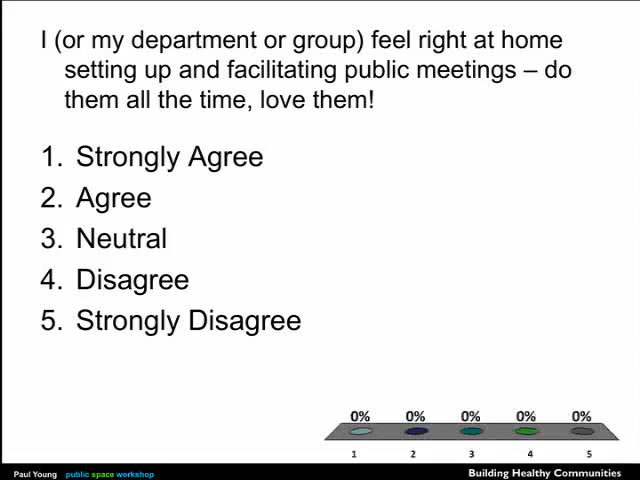 I (or my department or group) feel right at home
setting up and facilitating public meetings – do
them all the time, love them!
1. Strongly Agree
2. Agree
3. Neutral
4. Disagree
5. Strongly Disagree
0% 0% 0% 0% 0%
1 2 3 4 5
Paul Young public space workshop Building Healthy Communities